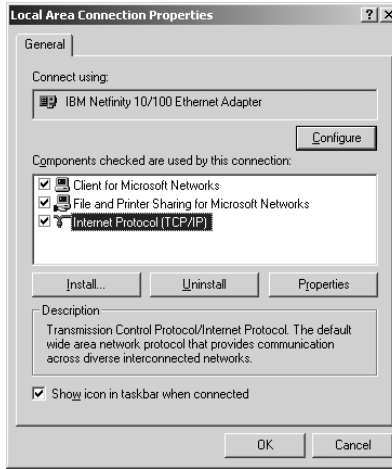 Local Area Connection Properties
General
Connect using:
IBM Netfinity 10/100 Ethernet Adapter
Configure
Components checked are used by this connection:
Client for Microsoft Networks
File and Printer Sharing for Microsoft Networks
Internet Protocol (TCP/IP)
Install... Uninstall Properties
Description
Transmission Control Protocol/Internet Protocol. The default
wide area network protocol that provides communication
across diverse interconnected networks.
Show icon in taskbar when connected
OK Cancel